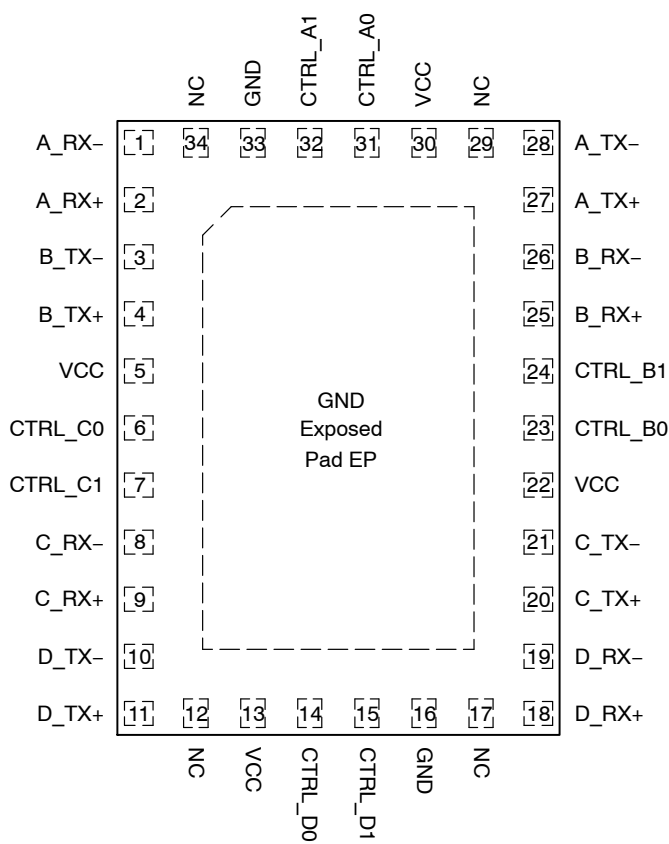 NC
GND
CTRL_A1
CTRL_A0
VCC
NC
A_RX− 1 34 33 32 31 30 29 28 A_TX−
A_RX+ 2 27 A_TX+
B_TX− 3 26 B_RX−
B_TX+ 4 25 B_RX+
VCC 5 24 CTRL_B1
GND
CTRL_C0 6 Exposed 23 CTRL_B0
Pad EP
CTRL_C1 7 22 VCC
C_RX− 8 21 C_TX−
C_RX+ 9 20 C_TX+
D_TX− 10 19 D_RX−
D_TX+ 11 12 13 14 15 16 17 18 D_RX+
NC
VCC
CTRL_D0
CTRL_D1
GND
NC